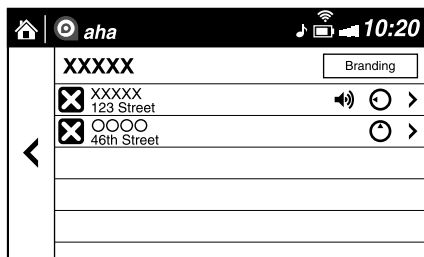 aha 10:20
XXXXX Branding
XXXXX
123 Street
OOOO
46th Street